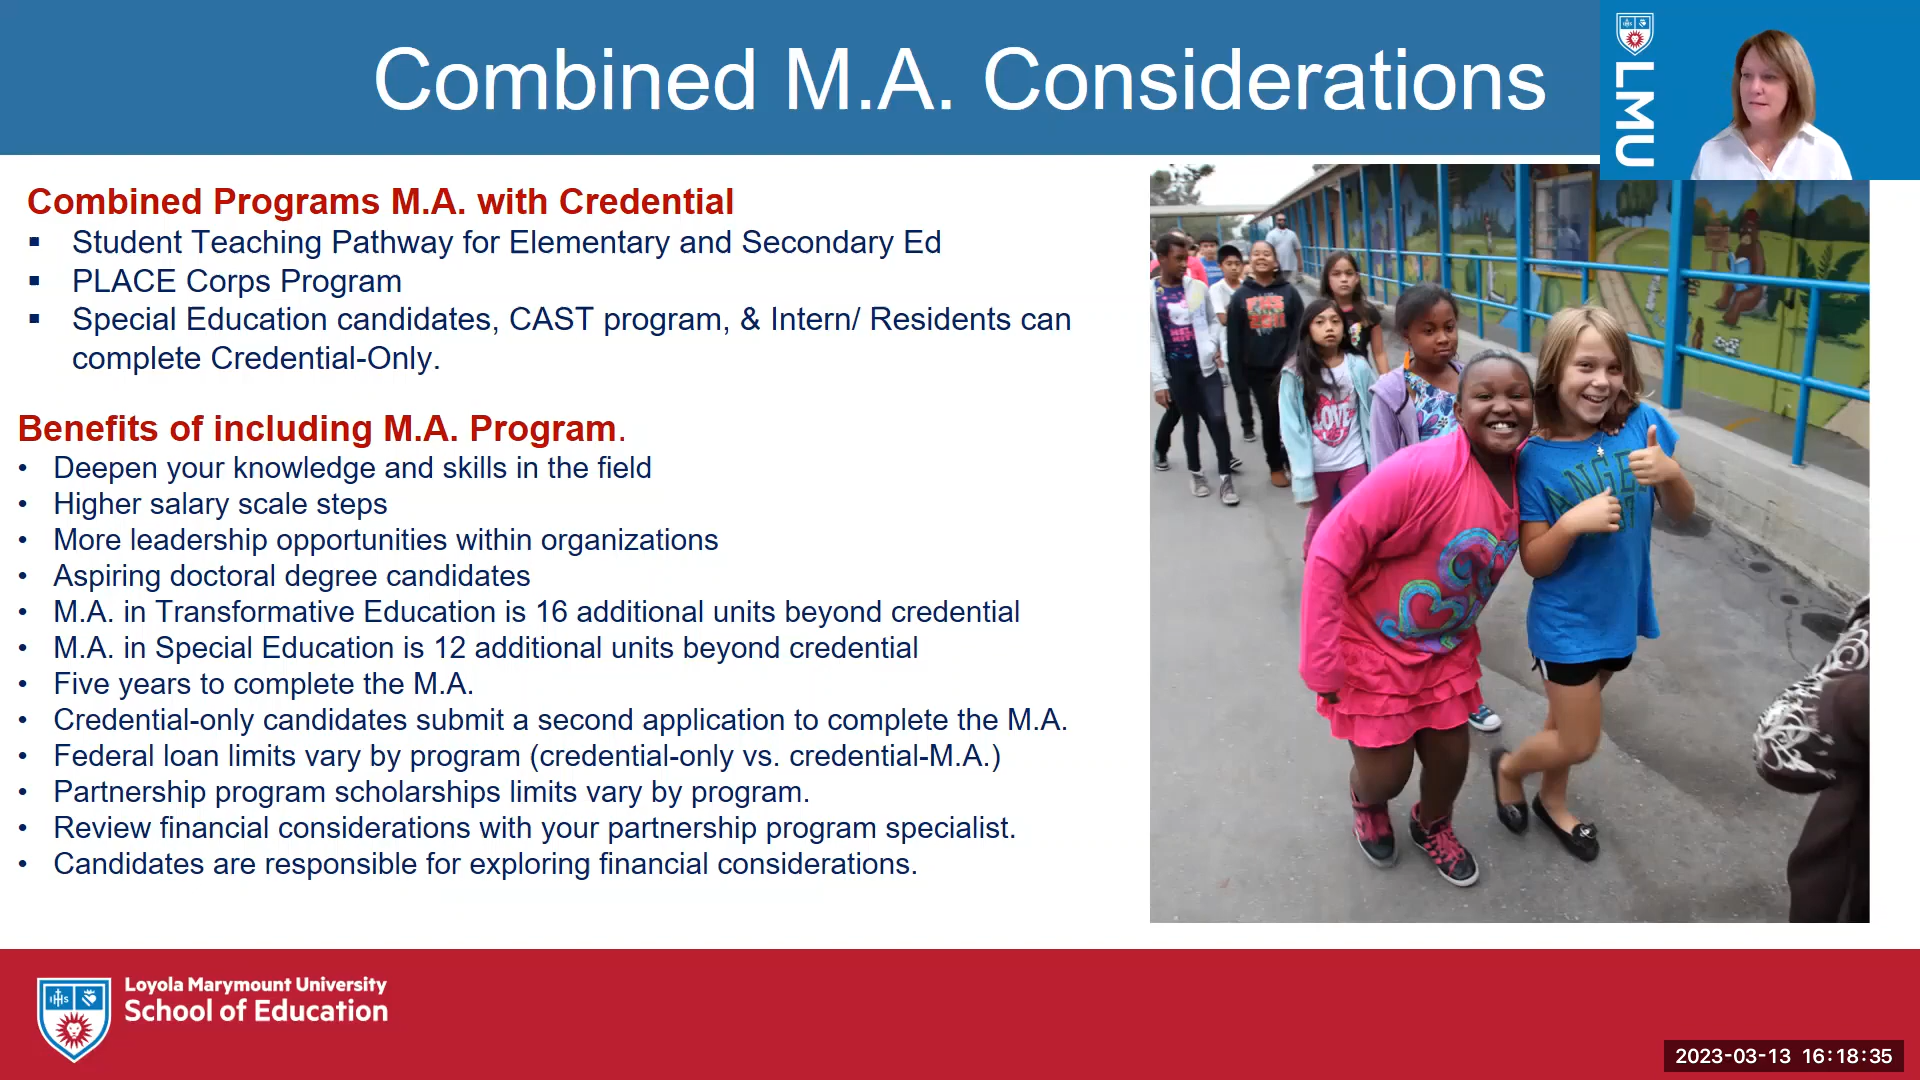 Combined M.A. Considerations
LMU
Combined Programs M.A. with Credential
▪ Student Teaching Pathway for Elementary and Secondary Ed
▪ PLACE Corps Program
▪ Special Education candidates, CAST program, & Intern/ Residents can
complete Credential-Only.
Benefits of including M.A. Program.
• Deepen your knowledge and skills in the field
• Higher salary scale steps
• More leadership opportunities within organizations
• Aspiring doctoral degree candidates
• M.A. in Transformative Education is 16 additional units beyond credential
• M.A. in Special Education is 12 additional units beyond credential
• Five years to complete the M.A.
• Credential-only candidates submit a second application to complete the M.A.
• Federal loan limits vary by program (credential-only vs. credential-M.A.)
• Partnership program scholarships limits vary by program.
• Review financial considerations with your partnership program specialist.
• Candidates are responsible for exploring financial considerations.
LOVE
IHS
Loyola Marymount University
School of Education
2023-03-13 16:18:35